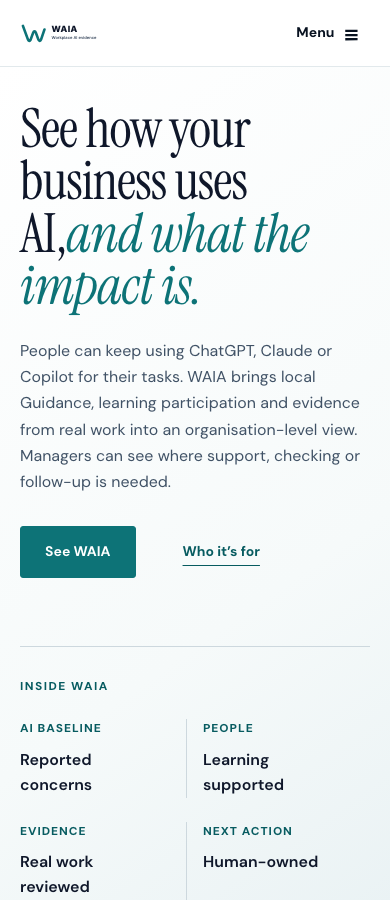 WAIA
Workplace AI evidence
Menu
See how your
business uses
AI,and what the
impact is.
People can keep using ChatGPT, Claude or
Copilot for their tasks. WAIA brings local
Guidance, learning participation and evidence
from real work into an organisation-level view.
Managers can see where support, checking or
follow-up is needed.
See WAIA
Who it’s for
INSIDE WAIA
AI BASELINE
Reported
concerns
PEOPLE
Learning
supported
EVIDENCE
Real work
reviewed
NEXT ACTION
Human-owned